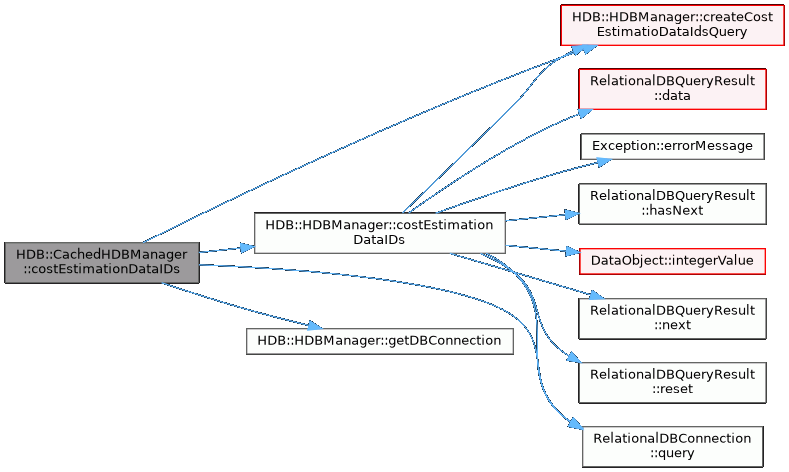 HDB::CachedHDBManager
::costEstimationDataIDs
HDB::HDBManager::costEstimation
DataIDs
HDB::HDBManager::getDBConnection
HDB::HDBManager::createCost
EstimatioDataIdsQuery
RelationalDBQueryResult
::data
Exception::errorMessage
RelationalDBQueryResult
::hasNext
DataObject::integerValue
RelationalDBQueryResult
::next
RelationalDBQueryResult
::reset
RelationalDBConnection
::query